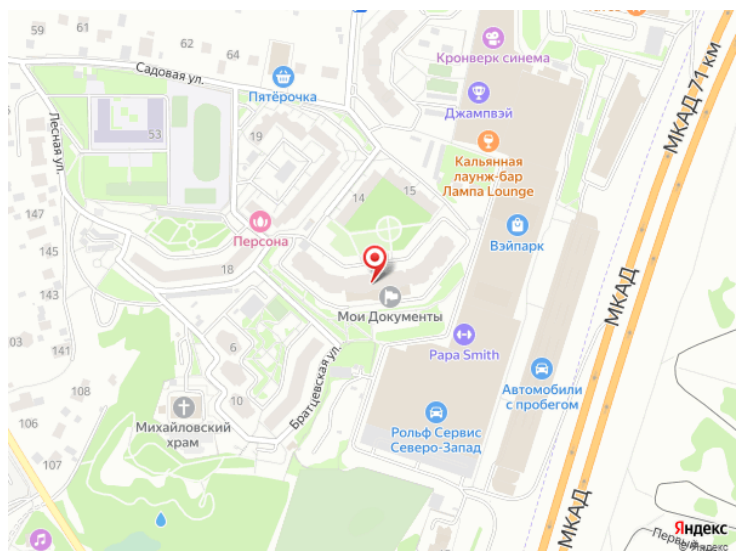 59
61
62
64
Садовая ул.
Пятёрочка
Кронверк синема
Джампвэй
Кальянная
лаунж-бар
Лампа Lounge
МКАД 71 км
Лесная ул.
53
19
14
15
147
145
143
141
Персона
18
Вэйпарк
МКАД
Мои Документы
Papa Smith
6
10
Братцевская ул.
Автомобили
с пробегом
Рольф Сервис
Северо-Запад
Михайловский
храм
108
106
107
МКАД
Первый
Яндекс
© Яндекс